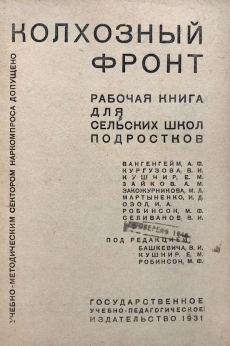 УЧЕБНО-МЕТОДИЧЕСКИМ СЕКТОРОМ НАРКОМПРОСА ДОПУЩЕНО
КОЛХОЗНЫЙ
ФРОНТ
РАБОЧАЯ КНИГА
ДЛЯ
СЕЛЬСКИХ ШКОЛ
ПОДРОСТКОВ
ВАНГЕНГЕЙМ, А. Ф.
КУРГУЗОВА, В. И.
КУШНИР, Е. М.
ЗАЙКОВ, А. М.
ЗАКОЖУРНИКОВА, М. Л.
МАРТЫНЕНКО, И. Д.
ОЗОЛ, К. А.
РОБИНСОН, М. Ф.
СЕЛИВАНОВ, В. И.
ПОД РЕДАКЦИЕЙ
БАШКЕВИЧА, В. И.
КУШНИР, Е. М.
РОБИНСОН, М. Ф.
ГОСУДАРСТВЕННОЕ
УЧЕБНО-ПЕДАГОГИЧЕСКОЕ
ИЗДАТЕЛЬСТВО 1931